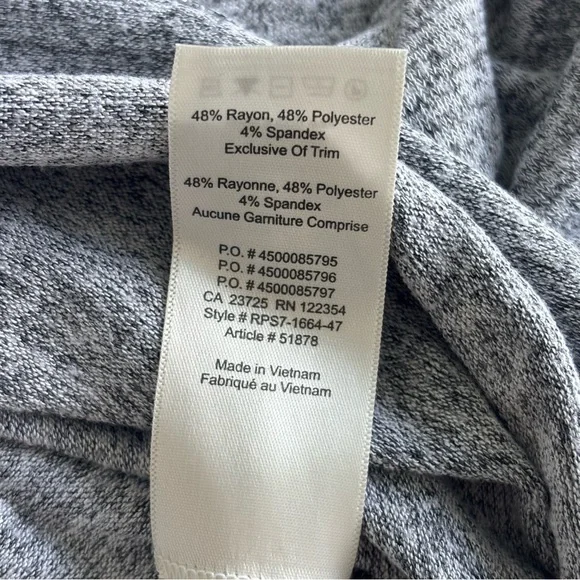 48% Rayon, 48% Polyester
4% Spandex
Exclusive Of Trim
48% Rayonne, 48% Polyester
4% Spandex
Aucune Garniture Comprise
P.O. # 4500085795
P.O. # 4500085796
P.O. # 4500085797
CA 23725 RN 122354
Style # RPS7-1664-47
Article # 51878
Made in Vietnam
Fabriqué au Vietnam